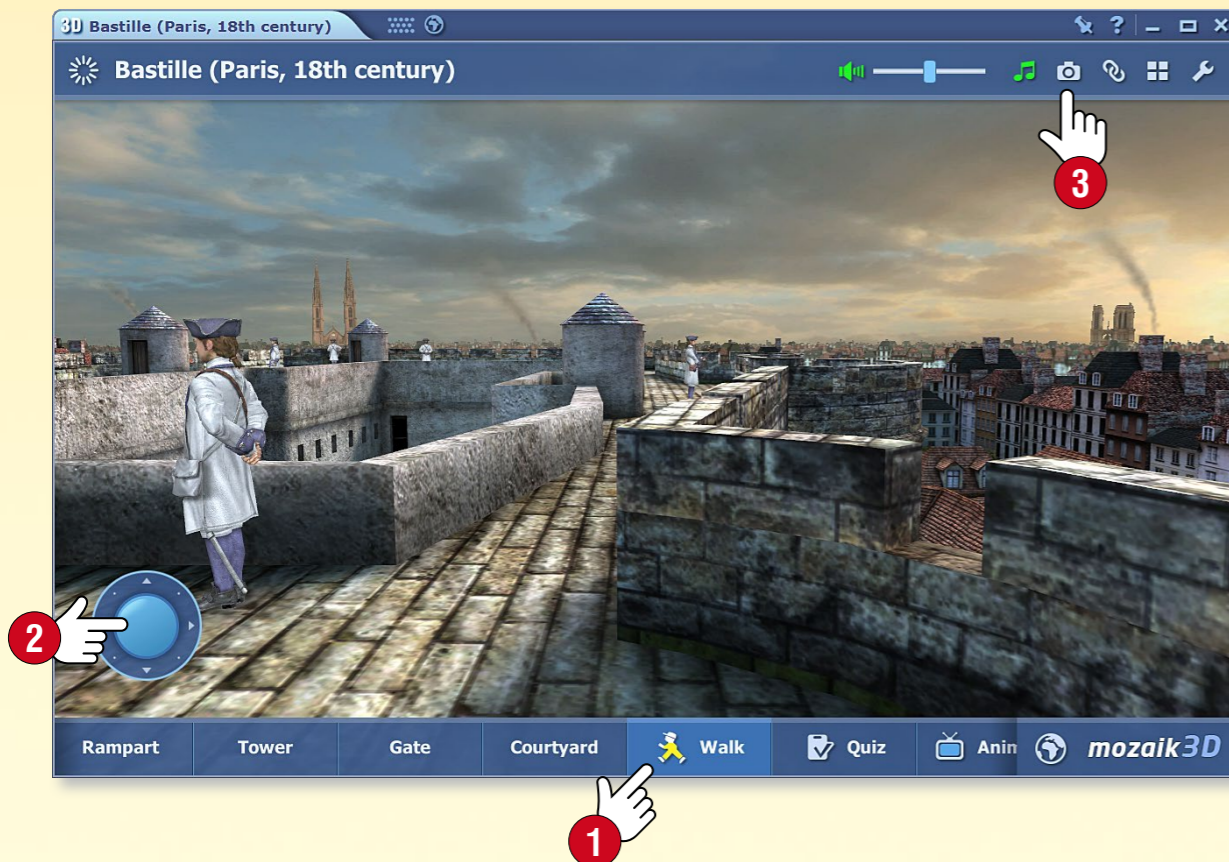 3D Bastille (Paris, 18th century)
Bastille (Paris, 18th century)
3
2
Rampart Tower Gate Courtyard Walk Quiz Anim mozaik3D
1